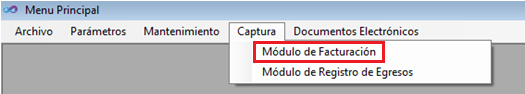 Menu Principal
Archivo Parámetros Mantenimiento Captura Documentos Electrónicos
Módulo de Facturación
Módulo de Registro de Egresos